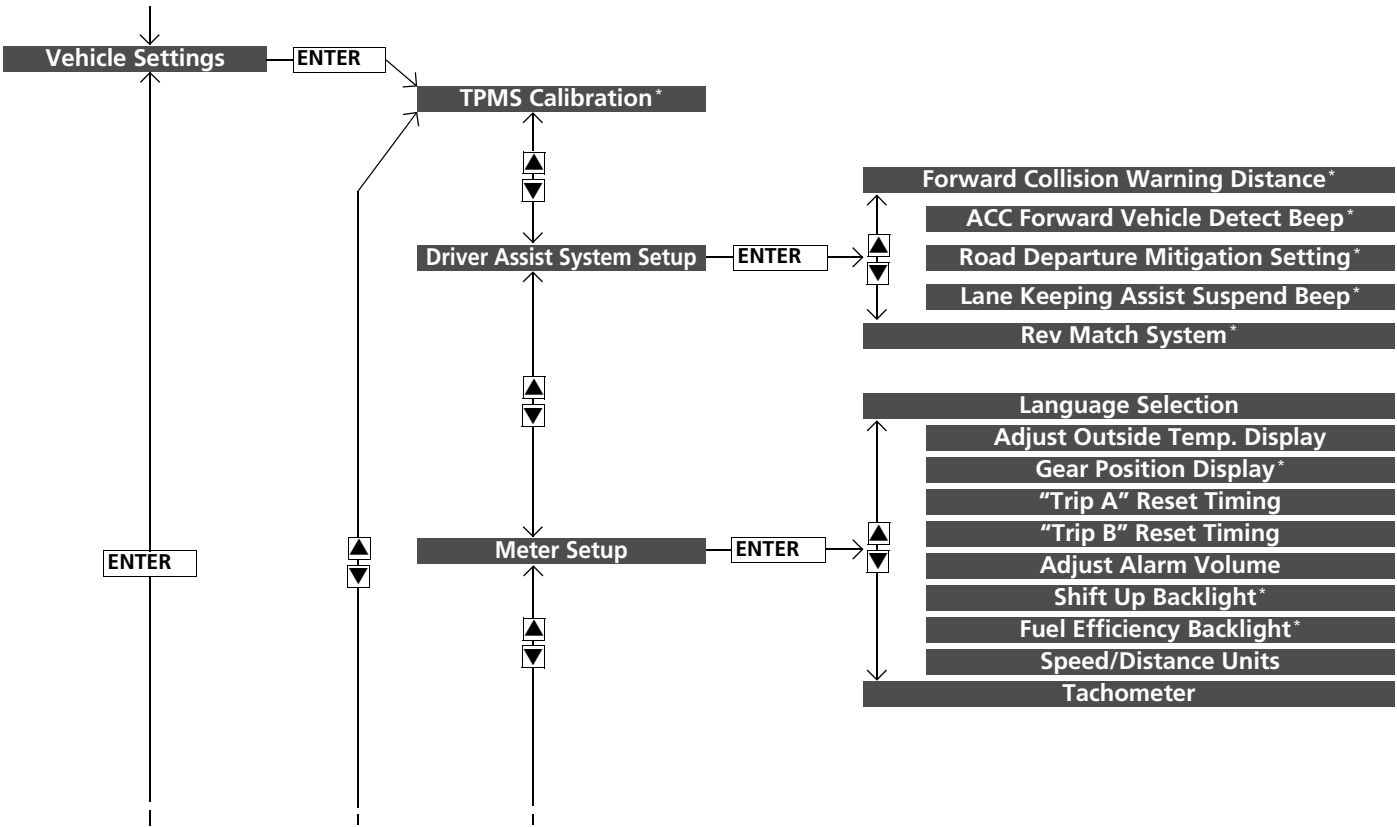 Vehicle Settings
ENTER
TPMS Calibration*
▲
▼
Forward Collision Warning Distance*
ACC Forward Vehicle Detect Beep*
Driver Assist System Setup
ENTER
▲
▼
Road Departure Mitigation Setting*
Lane Keeping Assist Suspend Beep*
Rev Match System*
▲
▼
Language Selection
Adjust Outside Temp. Display
Gear Position Display*
“Trip A” Reset Timing
“Trip B” Reset Timing
ENTER
▲
▼
Meter Setup
ENTER
▲
▼
Adjust Alarm Volume
Shift Up Backlight*
Fuel Efficiency Backlight*
▲
▼
Speed/Distance Units
Tachometer